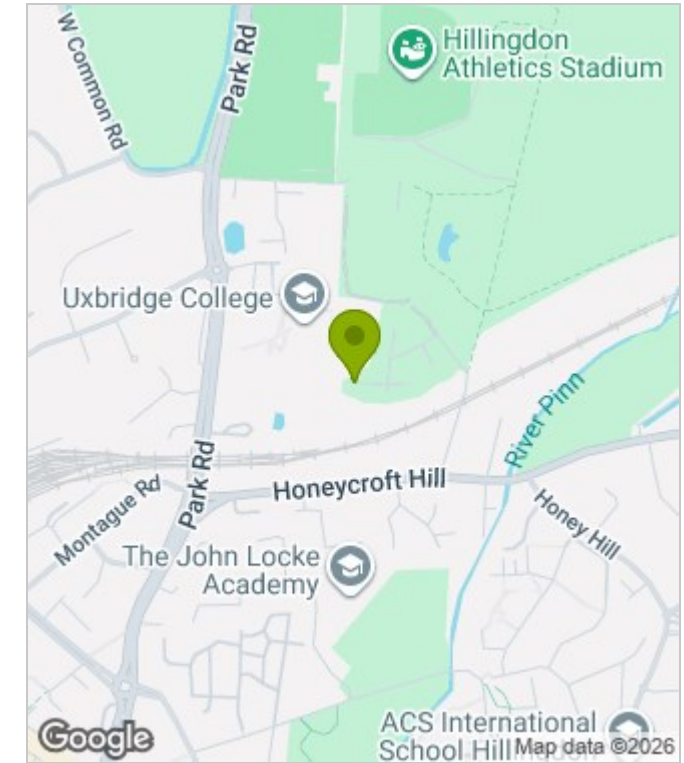 W Common Rd
Park Rd
Hillingdon
Athletics Stadium
Uxbridge College
River Pinn
Park Rd
Honeycroft Hill
Montague Rd
Honey Hill
The John Locke
Academy
ACS International
School Hill
Google
Map data ©2026